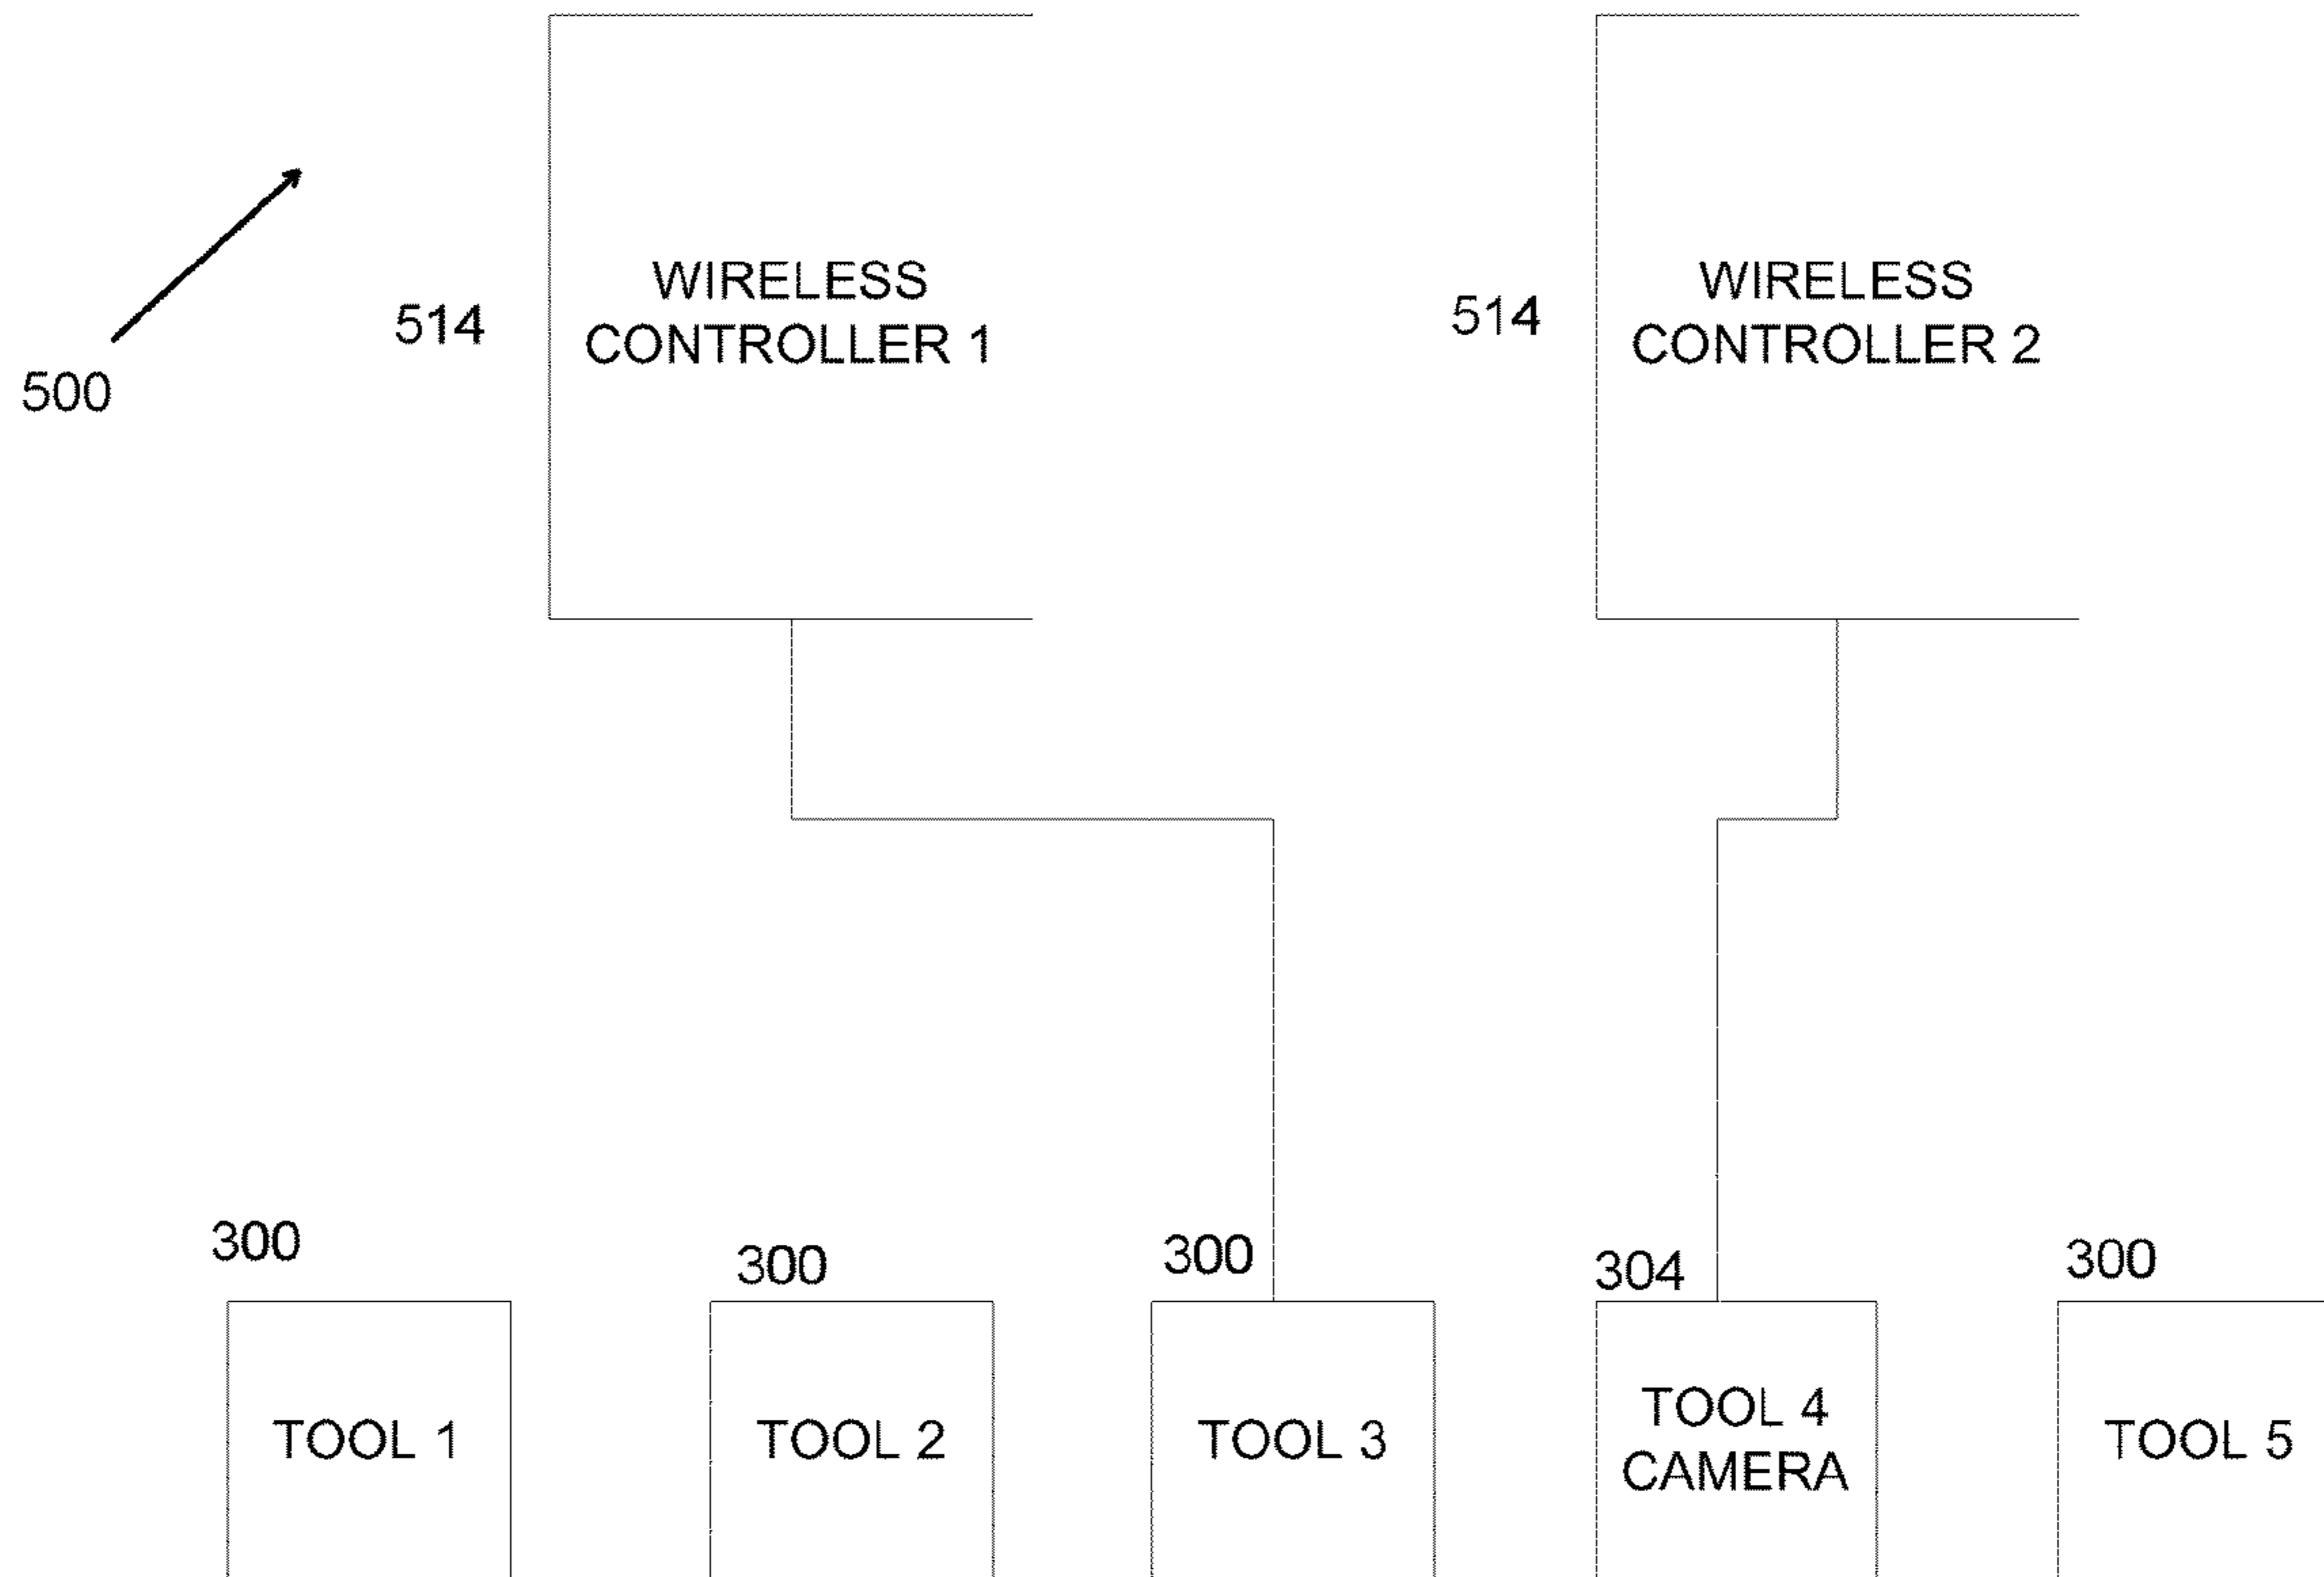 500
514
WIRELESS
CONTROLLER 1
514
WIRELESS
CONTROLLER 2
300
TOOL 1
300
TOOL 2
300
TOOL 3
304
TOOL 4
CAMERA
300
TOOL 5